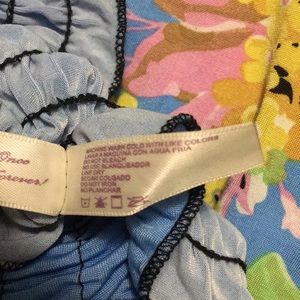 Once
Forever!
MACHINE WASH COLD WITH LIKE COLORS
LAVAR A MAQUINA CON AGUA FRIA
DO NOT BLEACH
NO USE BLANQUEADOR
LINE DRY
SECAR COLGADO
DO NOT IRON
NO PLANCHAR